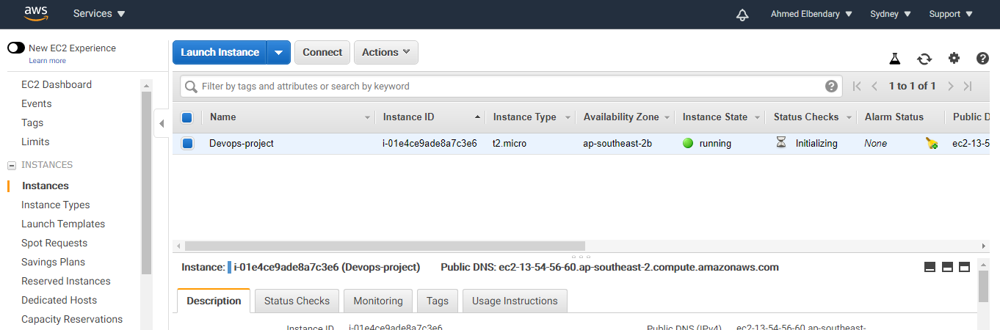 aws Services Ahmed Elbendary Sydney Support
New EC2 Experience
Learn more
EC2 Dashboard
Events
Tags
Limits
INSTANCES
Instances
Instance Types
Launch Templates
Spot Requests
Savings Plans
Reserved Instances
Dedicated Hosts
Capacity Reservations
Launch Instance Connect Actions
Filter by tags and attributes or search by keyword 1 to 1 of 1
Name Instance ID Instance Type Availability Zone Instance State Status Checks Alarm Status Public D
Devops-project i-01e4ce9ade8a7c3e6 t2.micro ap-southeast-2b running Initializing None ec2-13-5
Instance: i-01e4ce9ade8a7c3e6 (Devops-project) Public DNS: ec2-13-54-56-60.ap-southeast-2.compute.amazonaws.com
Description Status Checks Monitoring Tags Usage Instructions
Instance ID i-01e4ce9ade8a7c3e6 Public DNS (IPv4) ec2-13-54-56-60.ap-southeast-